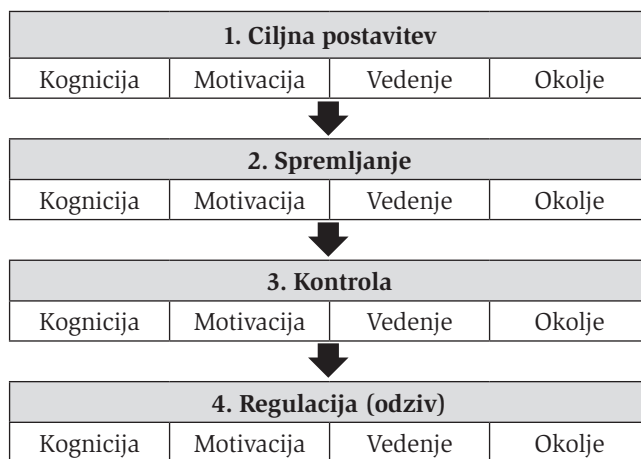 1. Ciljna postavitev
Kognicija Motivacija Vedenje Okolje
2. Spremljanje
Kognicija Motivacija Vedenje Okolje
3. Kontrola
Kognicija Motivacija Vedenje Okolje
4. Regulacija (odziv)
Kognicija Motivacija Vedenje Okolje